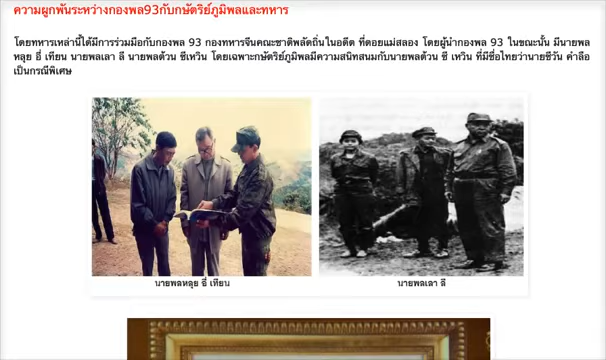 ความผูกพันระหว่างกองพล93กับกษัตริย์ภูมิพลและทหาร
โดยทหารเหล่านี้ได้มีการร่วมมือกับกองพล 93 กองทหารจีนคณะชาติพลัดถิ่นในอดีต ที่ดอยแม่สลอง โดยผู้นำกองพล 93 ในขณะนั้น มีนายพล
หลุย อี่ เทียน นายพลเลา ลี นายพลต้วน ซีเหวิน โดยเฉพาะกษัตริย์ภูมิพลมีความสนิทสนมกับนายพลต้วน ซี เหวิน ที่มีชื่อไทยว่านายชีวัน คำลือ
เป็นกรณีพิเศษ
นายพลหลุย อี่ เทียน
นายพลเลา ลี